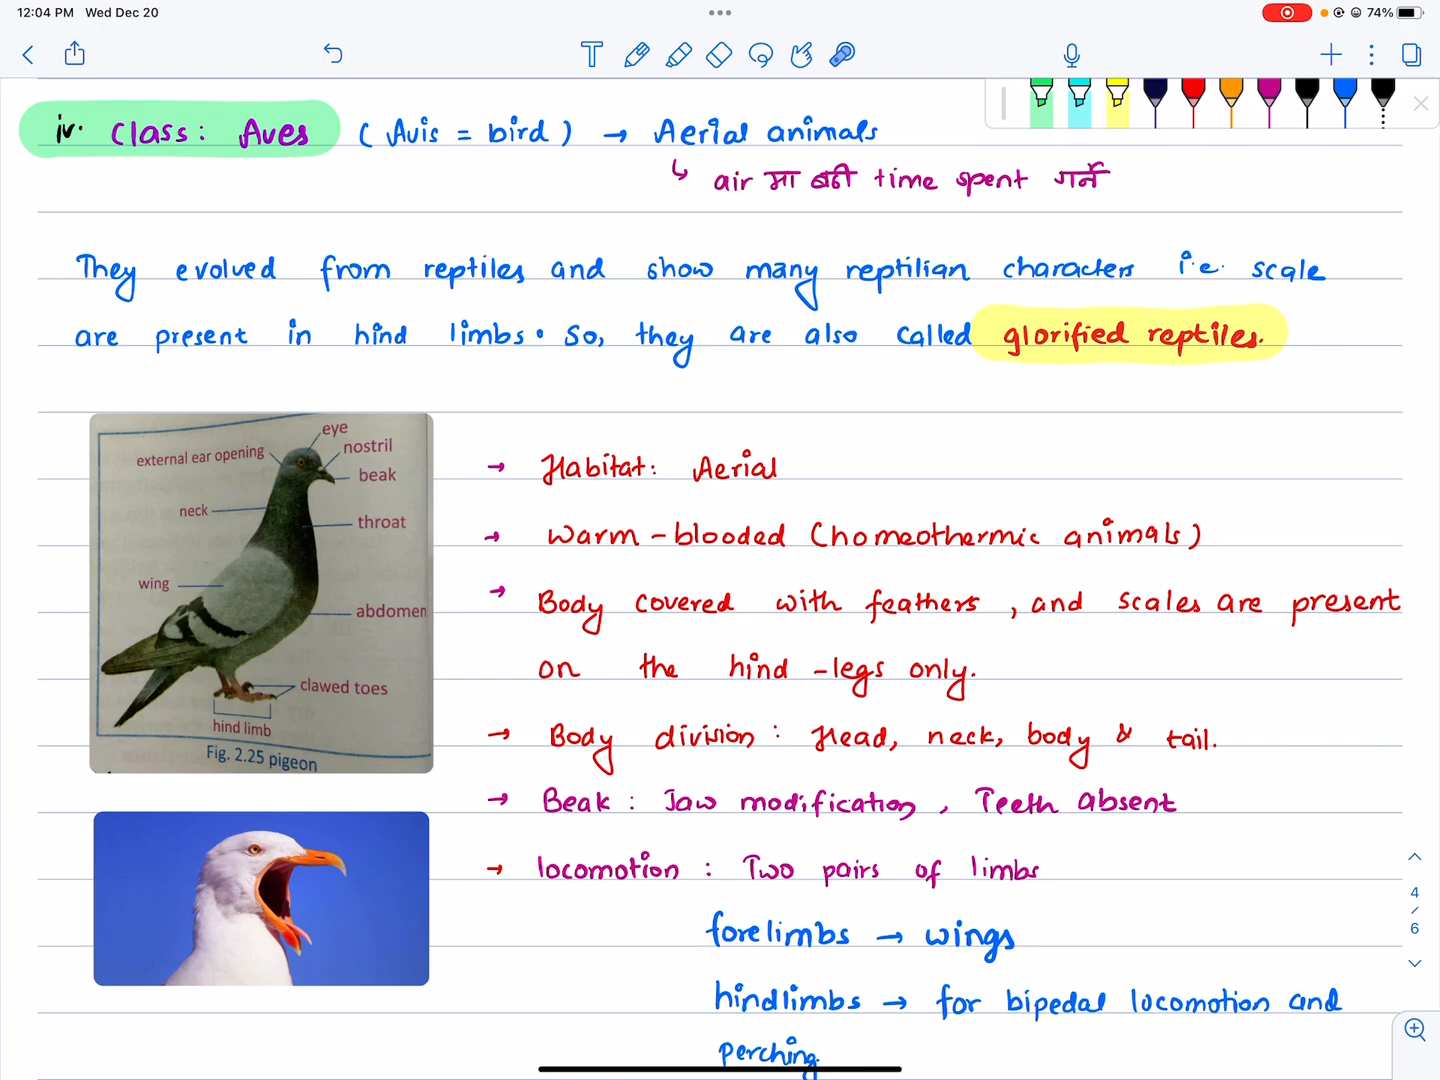 12:04 PM Wed Dec 20
74%
iv. Class: Aves (Avis = bird) → Aerial animals
↳ air मा बढी time spent गर्ने
They evolved from reptiles and show many reptilian characters i.e. scale
are present in hind limbs. So, they are also called glorified reptiles.
eye
external ear opening
nostril
beak
neck
throat
wing
abdomen
clawed toes
hind limb
Fig. 2.25 pigeon
→ Habitat: Aerial
→ Warm-blooded (homeothermic animals)
→ Body covered with feathers, and scales are present
on the hind-legs only.
→ Body division: Head, neck, body & tail.
→ Beak: Jaw modification, Teeth absent
→ locomotion: Two pairs of limbs
forelimbs → wings
hindlimbs → for bipedal locomotion and
perching
4
/
6